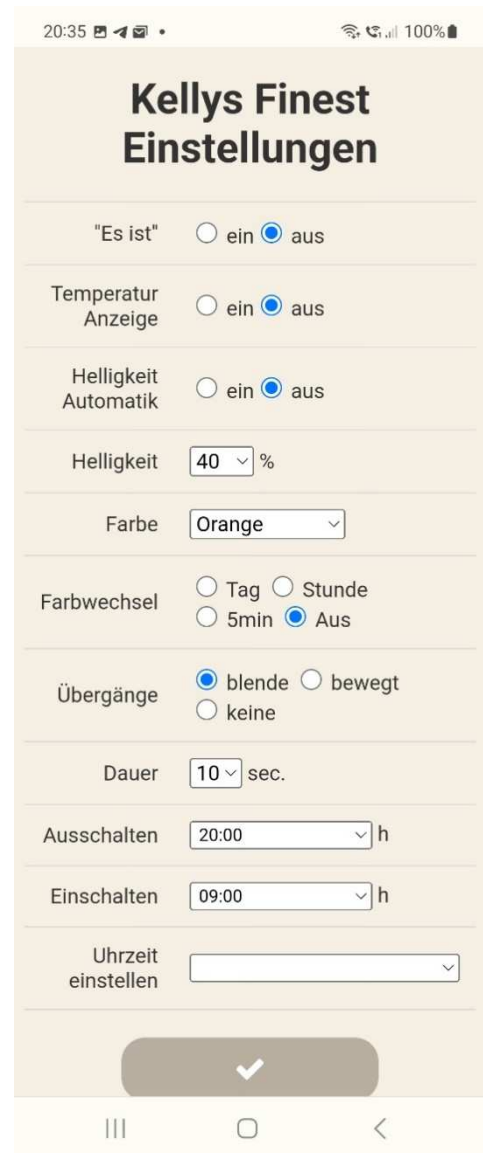 20:35 100%
Kellys Finest
Einstellungen
"Es ist" ein aus
Temperatur
Anzeige ein aus
Helligkeit
Automatik ein aus
Helligkeit 40 %
Farbe Orange
Farbwechsel Tag Stunde
5min Aus
Übergänge blende bewegt
keine
Dauer 10 sec.
Ausschalten 20:00 h
Einschalten 09:00 h
Uhrzeit
einstellen